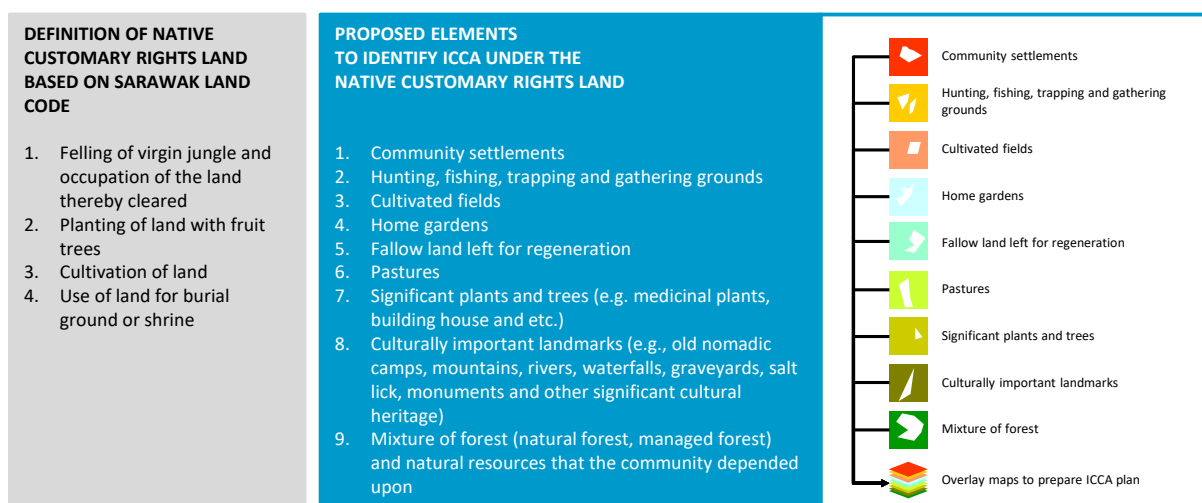 DEFINITION OF NATIVE
CUSTOMARY RIGHTS LAND
BASED ON SARAWAK LAND
CODE
1. Felling of virgin jungle and
occupation of the land
thereby cleared
2. Planting of land with fruit
trees
3. Cultivation of land
4. Use of land for burial
ground or shrine
PROPOSED ELEMENTS
TO IDENTIFY ICCA UNDER THE
NATIVE CUSTOMARY RIGHTS LAND
1. Community settlements
2. Hunting, fishing, trapping and gathering grounds
3. Cultivated fields
4. Home gardens
5. Fallow land left for regeneration
6. Pastures
7. Significant plants and trees (e.g. medicinal plants,
building house and etc.)
8. Culturally important landmarks (e.g., old nomadic
camps, mountains, rivers, waterfalls, graveyards, salt
lick, monuments and other significant cultural
heritage)
9. Mixture of forest (natural forest, managed forest)
and natural resources that the community depended
upon
Community settlements
Hunting, fishing, trapping and gathering
grounds
Cultivated fields
Home gardens
Fallow land left for regeneration
Pastures
Significant plants and trees
Culturally important landmarks
Mixture of forest
Overlay maps to prepare ICCA plan